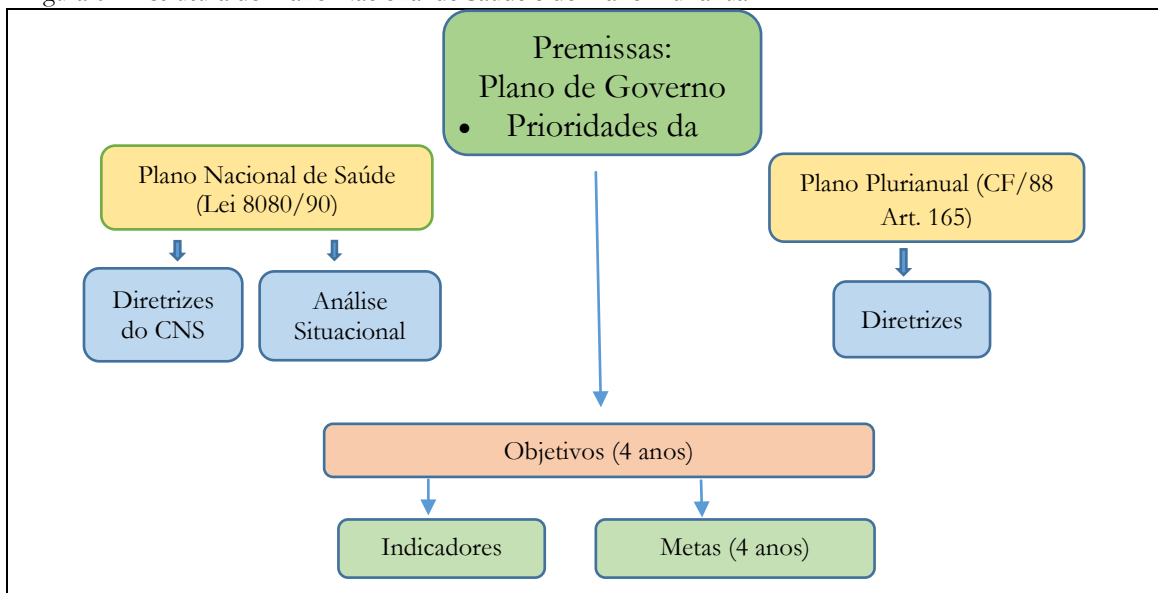 Premissas:
Plano de Governo
• Prioridades da
Plano Nacional de Saúde
(Lei 8080/90)
Plano Plurianual (CF/88
Art. 165)
Diretrizes
do CNS
Análise
Situacional
Diretrizes
Objetivos (4 anos)
Indicadores
Metas (4 anos)